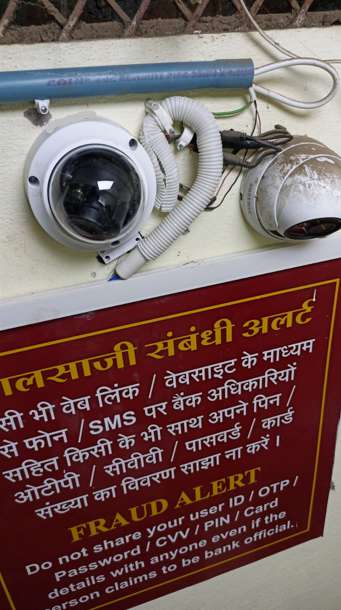 लसाजी संबंधी अलर्ट
सी भी वेब लिंक / वेबसाइट के माध्यम
से फोन / SMS पर बैंक अधिकारियों
सहित किसी के भी साथ अपने पिन /
ओटीपी / सीवीवी / पासवर्ड / कार्ड
संख्या का विवरण साझा ना करें ।
FRAUD ALERT
Do not share your user ID / OTP /
Password / CVV / PIN / Card
details with anyone even if the
person claims to be bank official.